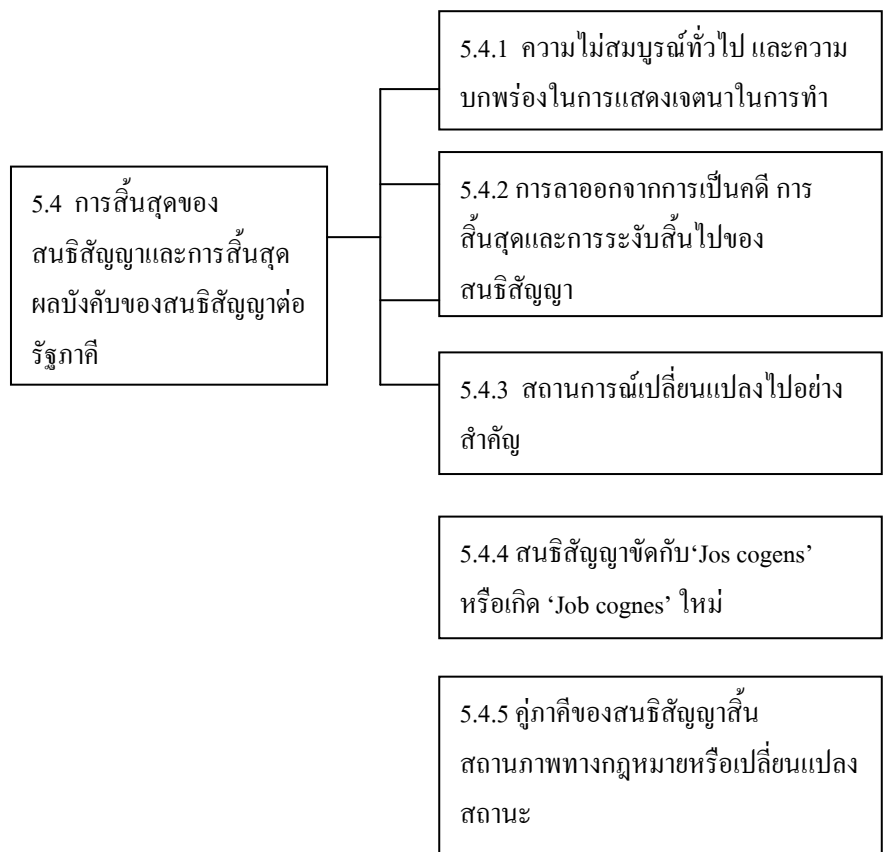 5.4.1 ความไม่สมบูรณ์ทั่วไป และความ
บกพร่องในการแสดงเจตนาในการทำ
5.4 การสิ้นสุดของ
สนธิสัญญาและการสิ้นสุด
ผลบังคับของสนธิสัญญาต่อ
รัฐภาคี
5.4.2 การลาออกจากการเป็นคดี การ
สิ้นสุดและการระงับสิ้นไปของ
สนธิสัญญา
5.4.3 สถานการณ์เปลี่ยนแปลงไปอย่าง
สำคัญ
5.4.4 สนธิสัญญาขัดกับ‘Jos cogens’
หรือเกิด ‘Job cognes’ ใหม่
5.4.5 คู่ภาคีของสนธิสัญญาสิ้น
สถานภาพทางกฎหมายหรือเปลี่ยนแปลง
สถานะ